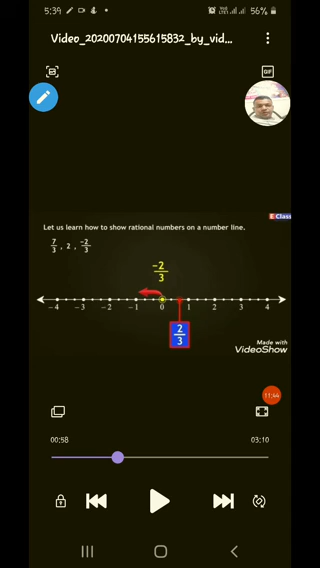 5:39 56%
Video_20200704155615832_by_vid...
GIF
Class
Let us learn how to show rational numbers on a number line.
7/3 , 2 , -2/3
-2/3
-4 -3 -2 -1 0 1 2 3 4
2/3
Made with
VideoShow
11:44
00:58 03:10